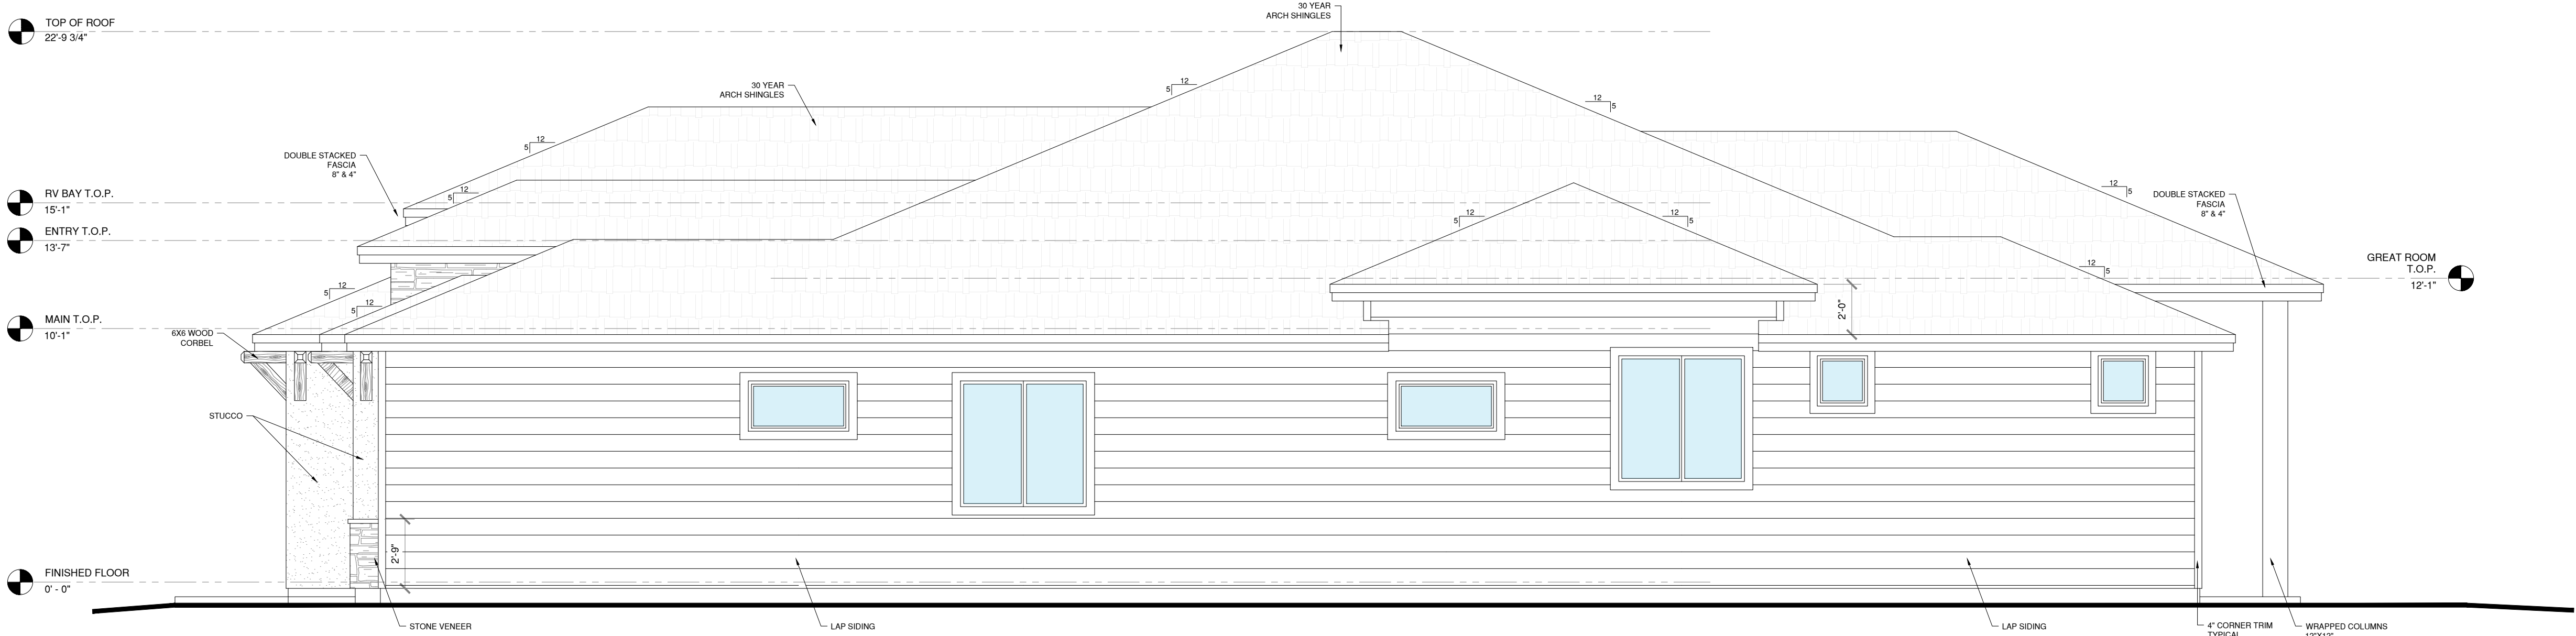 TOP OF ROOF
22'-9 3/4"
30 YEAR
ARCH SHINGLES
30 YEAR
ARCH SHINGLES
12
5
12
5
12
5
DOUBLE STACKED
FASCIA
8" & 4"
RV BAY T.O.P.
15'-1"
12
5
12
5
DOUBLE STACKED
FASCIA
8" & 4"
12
5
12
5
ENTRY T.O.P.
13'-7"
GREAT ROOM
T.O.P.
12'-1"
12
5
12
5
12
5
2'-0"
MAIN T.O.P.
10'-1"
6X6 WOOD
CORBEL
STUCCO
2'-9"
FINISHED FLOOR
0' - 0"
STONE VENEER
LAP SIDING
LAP SIDING
4" CORNER TRIM
TYPICAL
WRAPPED COLUMNS
12"X12"